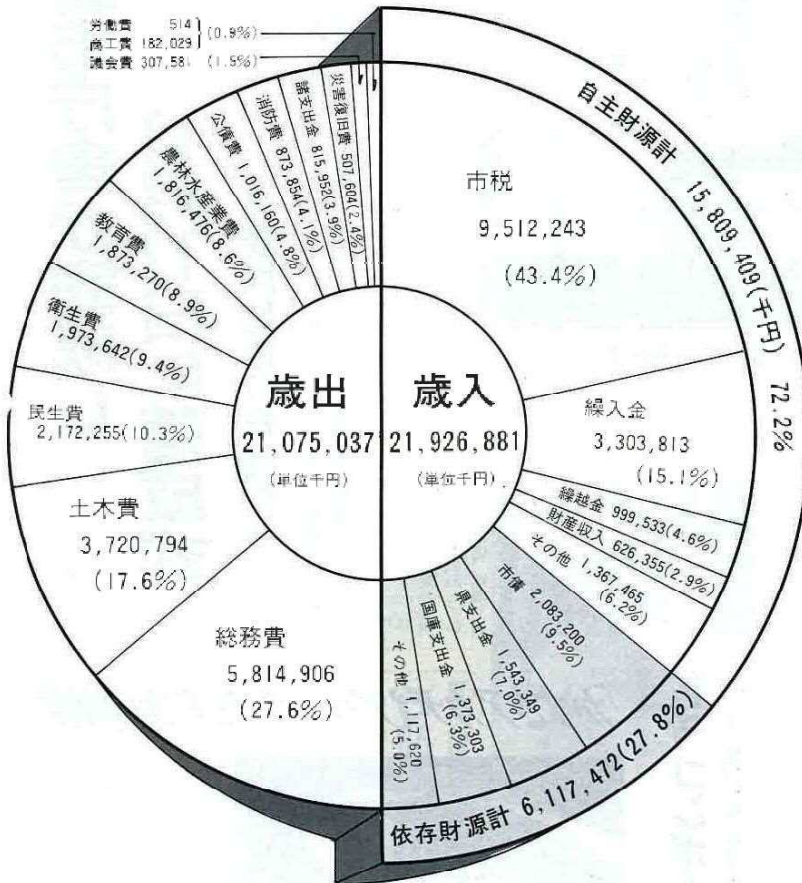 労働費 514
商工費 182,029
(0.9%)
議会費 307,581 (1.5%)
災害復旧費 507,604(2.4%)
諸支出金 815,952(3.9%)
消防費 873,854(4.1%)
公債費 1,016,160(4.8%)
農林水産業費
1,816,476(8.6%)
教育費
1,873,270(8.9%)
衛生費
1,973,642(9.4%)
民生費
2,172,255(10.3%)
土木費
3,720,794
(17.6%)
総務費
5,814,906
(27.6%)
歳出
21,075,037
(単位千円)
歳入
21,926,881
(単位千円)
自主財源計 15,809,409(千円) 72.2%
市税
9,512,243
(43.4%)
繰入金
3,303,813
(15.1%)
繰越金 999,533(4.6%)
財産収入 626,355(2.9%)
その他 1,367,465
(6.2%)
市債 2,083,200
(9.5%)
県支出金 1,543,349
(7.0%)
国庫支出金 1,373,303
(6.3%)
その他 1,117,620
(5.0%)
依存財源計 6,117,472(27.8%)